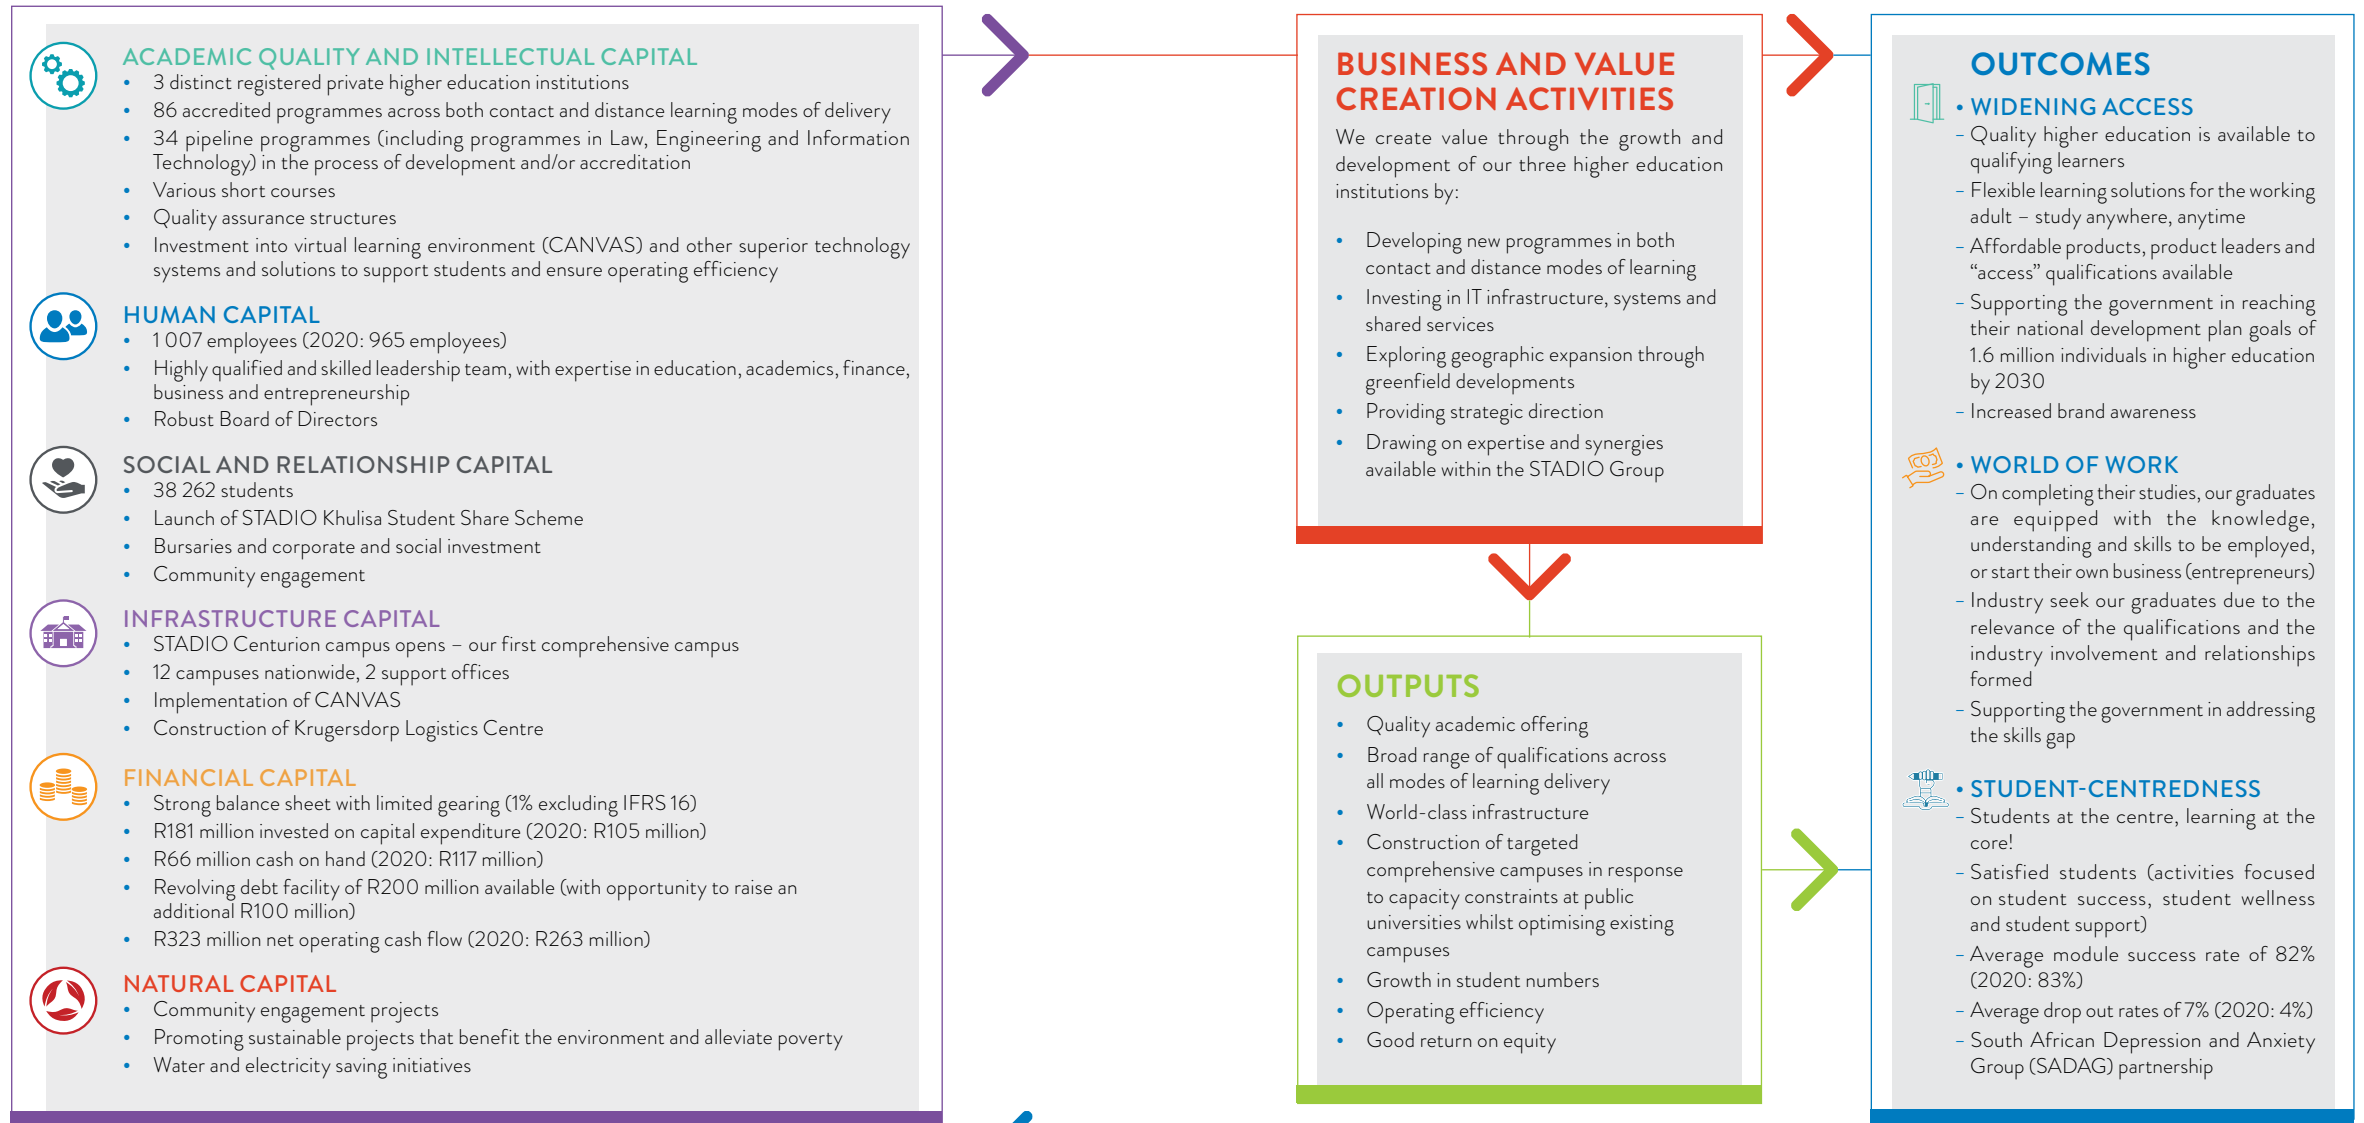 ACADEMIC QUALITY AND INTELLECTUAL CAPITAL
• 3 distinct registered private higher education institutions
• 86 accredited programmes across both contact and distance learning modes of delivery
• 34 pipeline programmes (including programmes in Law, Engineering and Information
Technology) in the process of development and/or accreditation
• Various short courses
• Quality assurance structures
• Investment into virtual learning environment (CANVAS) and other superior technology
systems and solutions to support students and ensure operating efficiency
HUMAN CAPITAL
• 1 007 employees (2020: 965 employees)
• Highly qualified and skilled leadership team, with expertise in education, academics, finance,
business and entrepreneurship
• Robust Board of Directors
SOCIAL AND RELATIONSHIP CAPITAL
• 38 262 students
• Launch of STADIO Khulisa Student Share Scheme
• Bursaries and corporate and social investment
• Community engagement
INFRASTRUCTURE CAPITAL
• STADIO Centurion campus opens – our first comprehensive campus
• 12 campuses nationwide, 2 support offices
• Implementation of CANVAS
• Construction of Krugersdorp Logistics Centre
FINANCIAL CAPITAL
• Strong balance sheet with limited gearing (1% excluding IFRS 16)
• R181 million invested on capital expenditure (2020: R105 million)
• R66 million cash on hand (2020: R117 million)
• Revolving debt facility of R200 million available (with opportunity to raise an
additional R100 million)
• R323 million net operating cash flow (2020: R263 million)
NATURAL CAPITAL
• Community engagement projects
• Promoting sustainable projects that benefit the environment and alleviate poverty
• Water and electricity saving initiatives
BUSINESS AND VALUE
CREATION ACTIVITIES
We create value through the growth and
development of our three higher education
institutions by:
• Developing new programmes in both
contact and distance modes of learning
• Investing in IT infrastructure, systems and
shared services
• Exploring geographic expansion through
greenfield developments
• Providing strategic direction
• Drawing on expertise and synergies
available within the STADIO Group
OUTPUTS
• Quality academic offering
• Broad range of qualifications across
all modes of learning delivery
• World-class infrastructure
• Construction of targeted
comprehensive campuses in response
to capacity constraints at public
universities whilst optimising existing
campuses
• Growth in student numbers
• Operating efficiency
• Good return on equity
OUTCOMES
• WIDENING ACCESS
– Quality higher education is available to
qualifying learners
– Flexible learning solutions for the working
adult – study anywhere, anytime
– Affordable products, product leaders and
“access” qualifications available
– Supporting the government in reaching
their national development plan goals of
1.6 million individuals in higher education
by 2030
– Increased brand awareness
• WORLD OF WORK
– On completing their studies, our graduates
are equipped with the knowledge,
understanding and skills to be employed,
or start their own business (entrepreneurs)
– Industry seek our graduates due to the
relevance of the qualifications and the
industry involvement and relationships
formed
– Supporting the government in addressing
the skills gap
• STUDENT-CENTREDNESS
– Students at the centre, learning at the
core!
– Satisfied students (activities focused
on student success, student wellness
and student support)
– Average module success rate of 82%
(2020: 83%)
– Average drop out rates of 7% (2020: 4%)
– South African Depression and Anxiety
Group (SADAG) partnership